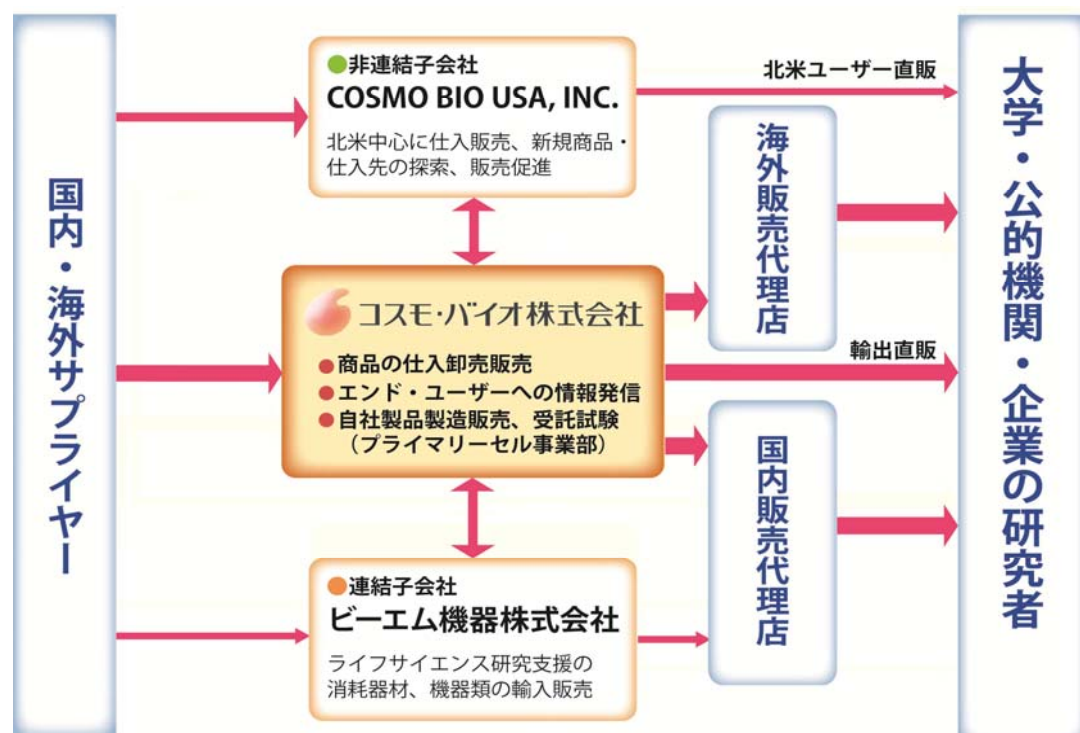 国内・海外サプライヤー
●非連結子会社
COSMO BIO USA, INC.
北米中心に仕入販売、新規商品・
仕入先の探索、販売促進
北米ユーザー直販
海外販売代理店
コスモ・バイオ株式会社
●商品の仕入卸売販売
●エンド・ユーザーへの情報発信
●自社製品製造販売、受託試験
（プライマリーセル事業部）
輸出直販
国内販売代理店
●連結子会社
ビーエム機器株式会社
ライフサイエンス研究支援の
消耗器材、機器類の輸入販売
大学・公的機関・企業の研究者